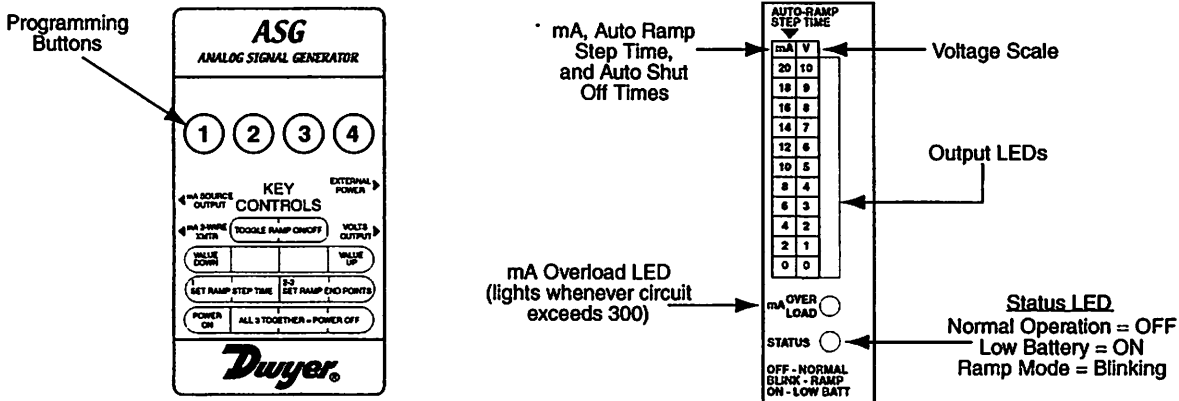 Programming
Buttons
ASG
ANALOG SIGNAL GENERATOR
1 2 3 4
mA SOURCE
OUTPUT
KEY
CONTROLS
EXTERNAL
POWER
mA 2-WIRE
XMTR
TOGGLE RAMP ON/OFF
VOLTS
OUTPUT
VALUE
DOWN
VALUE
UP
1
SET RAMP STEP TIME
2-3
SET RAMP END POINTS
POWER
ON
ALL 3 TOGETHER = POWER OFF
Dwyer®
mA, Auto Ramp
Step Time,
and Auto Shut
Off Times
AUTO-RAMP
STEP TIME
mA V
20 10
18 9
16 8
14 7
12 6
10 5
8 4
6 3
4 2
2 1
0 0
Voltage Scale
Output LEDs
mA Overload LED
(lights whenever circuit
exceeds 300)
mA OVER
LOAD
STATUS
OFF - NORMAL
BLINK - RAMP
ON - LOW BATT
Status LED
Normal Operation = OFF
Low Battery = ON
Ramp Mode = Blinking